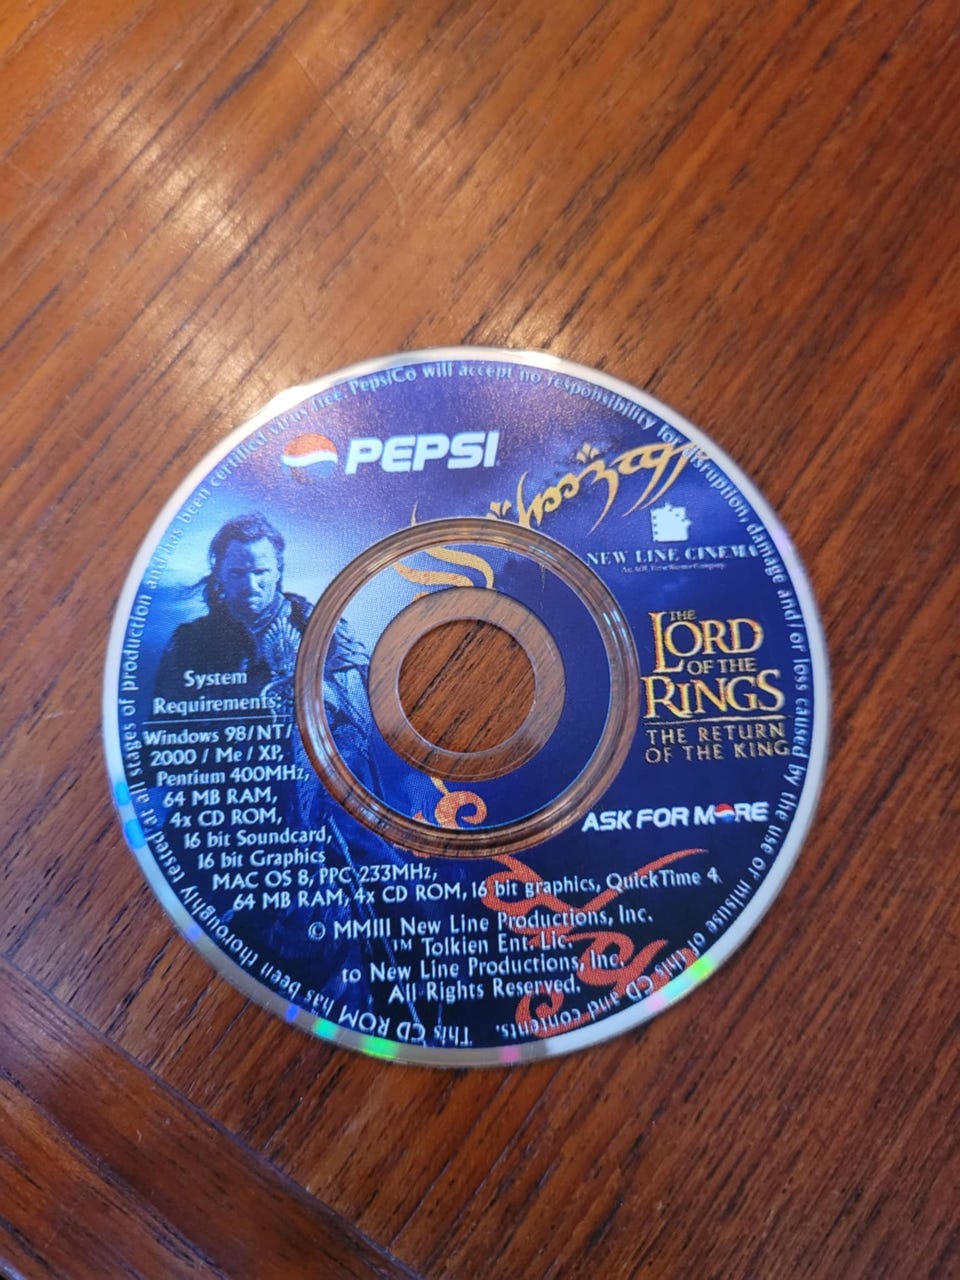 This CD ROM has been thoroughly tested at all stages of production and has been certified virus free. PepsiCo will accept no responsibility for disruption, damage and/or loss caused by the use or misuse of this CD and contents.
PEPSI
NEW LINE CINEMA
THE
LORD
OF THE
RINGS
THE RETURN
OF THE KING
ASK FOR MORE
System
Requirements:
Windows 98/NT/
2000 / Me / XP,
Pentium 400MHz,
64 MB RAM,
4x CD ROM,
16 bit Soundcard,
16 bit Graphics
MAC OS 8, PPC 233MHz,
64 MB RAM, 4x CD ROM, 16 bit graphics, QuickTime 4
© MMIII New Line Productions, Inc.
™ Tolkien Ent. Lic.
to New Line Productions, Inc.
All Rights Reserved.